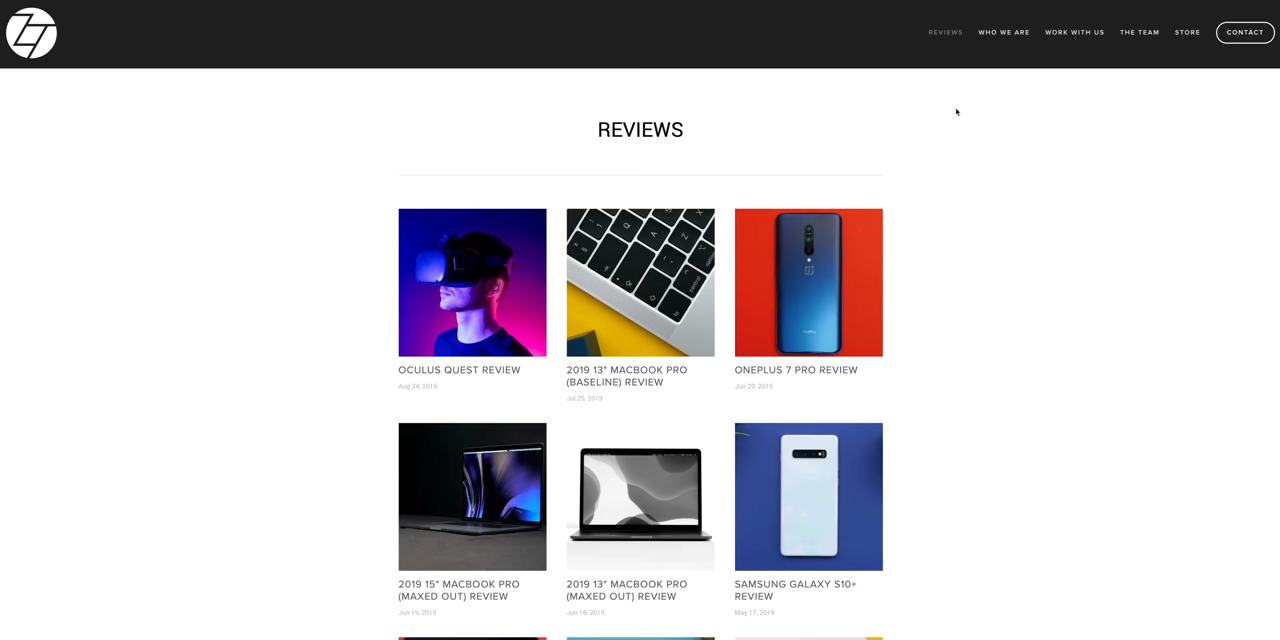 REVIEWS WHO WE ARE WORK WITH US THE TEAM STORE CONTACT
REVIEWS
OCULUS QUEST REVIEW
Aug 24, 2019
2019 13" MACBOOK PRO
(BASELINE) REVIEW
Jul 25, 2019
ONEPLUS 7 PRO REVIEW
Jun 29, 2019
2019 15" MACBOOK PRO
(MAXED OUT) REVIEW
Jun 19, 2019
2019 13" MACBOOK PRO
(MAXED OUT) REVIEW
Jun 18, 2019
SAMSUNG GALAXY S10+
REVIEW
May 17, 2019